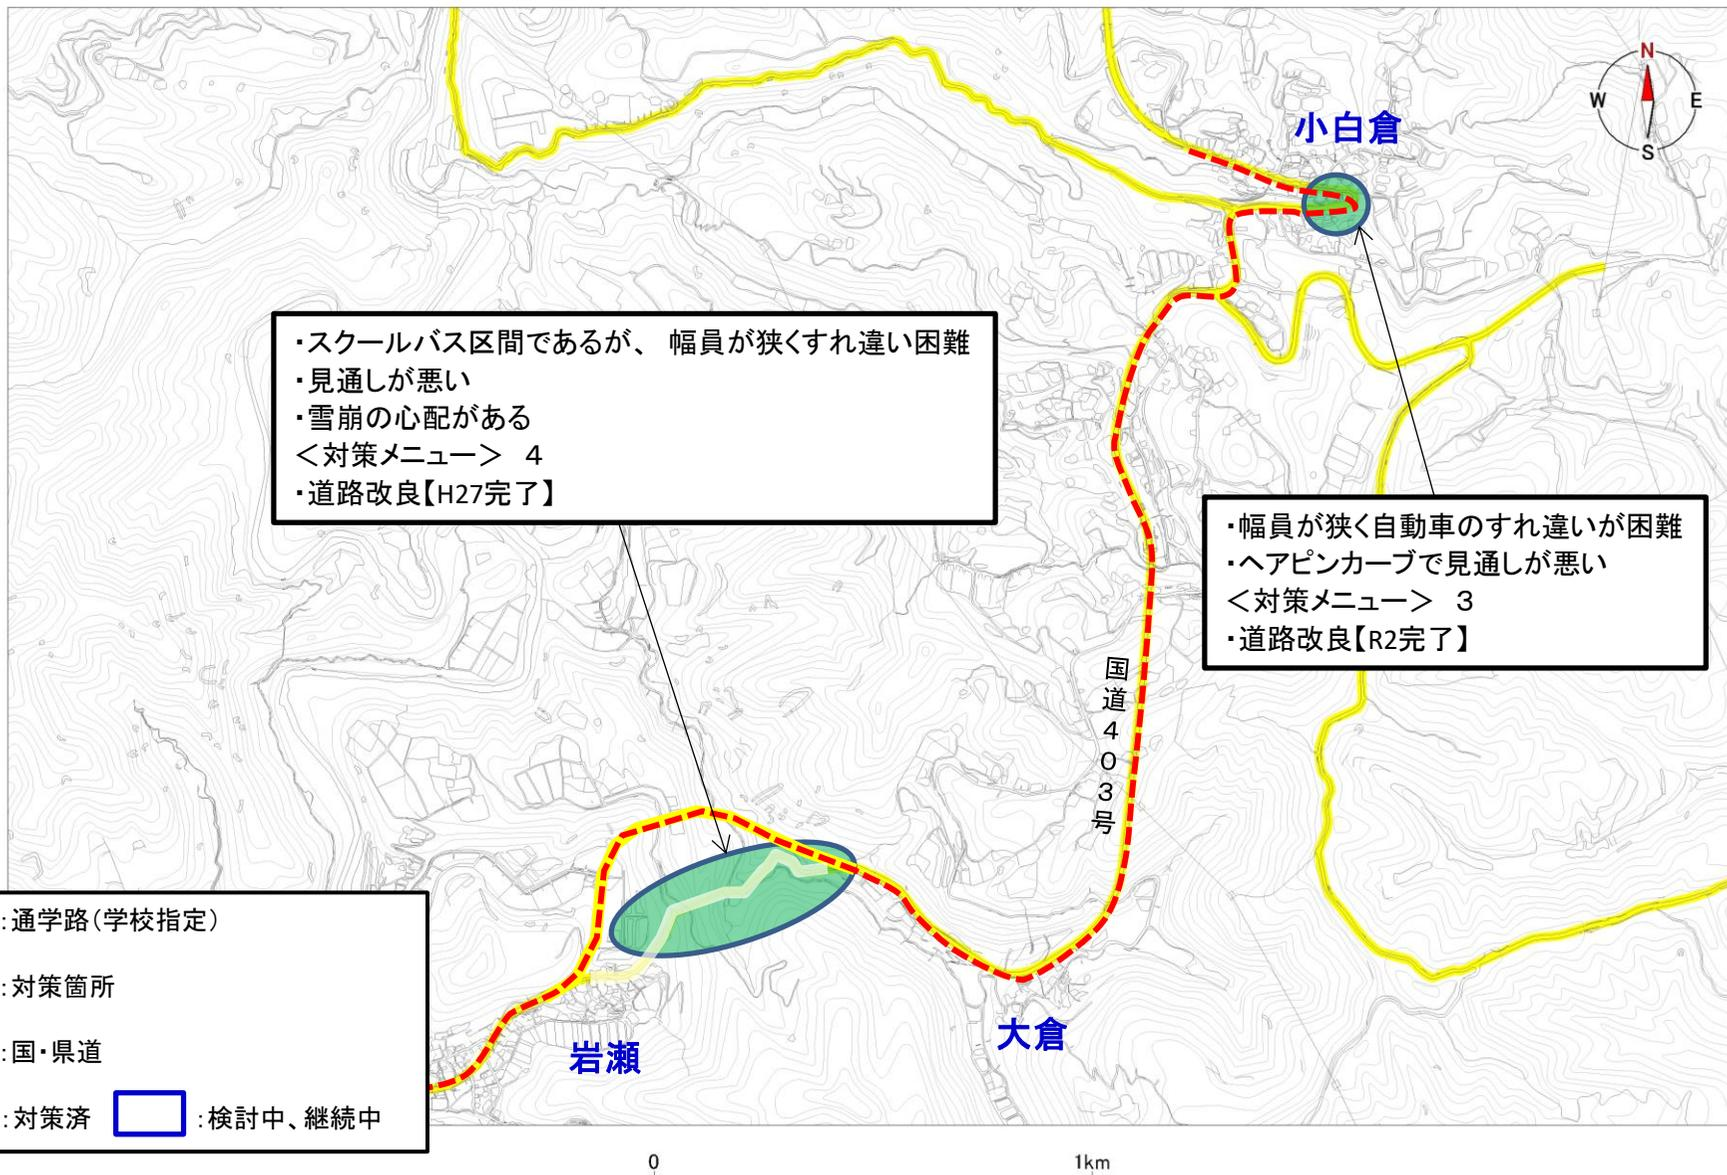 N
W
E
S
小白倉
・スクールバス区間であるが、 幅員が狭くすれ違い困難
・見通しが悪い
・雪崩の心配がある
＜対策メニュー＞ ４
・道路改良【H27完了】
・幅員が狭く自動車のすれ違いが困難
・ヘアピンカーブで見通しが悪い
＜対策メニュー＞ ３
・道路改良【R2完了】
国道４０３号
:通学路(学校指定)
:対策箇所
:国・県道
:対策済 :検討中、継続中
大倉
岩瀬
0 1km